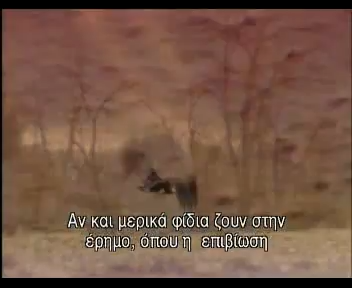 Αν και μερικά φίδια ζουν στην
έρημο, όπου η επιβίωση